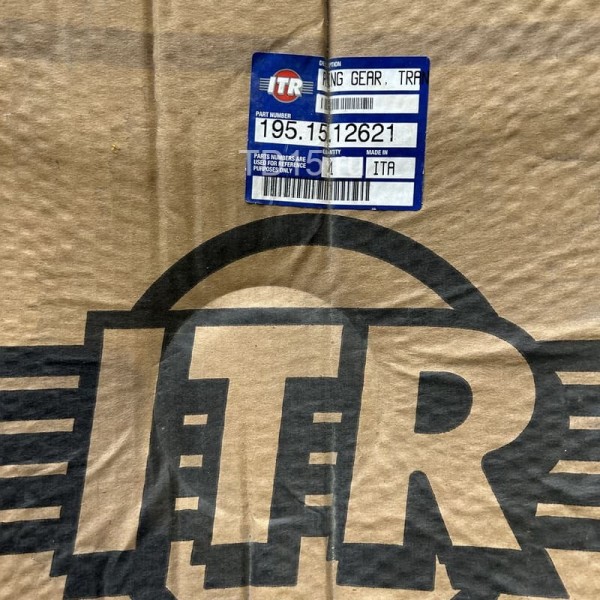 DESCRIPTION
RING GEAR. TRAN
ITR
PART NUMBER
195.15.12621
QUANTITY MADE IN
PARTS NUMBERS ARE
USED FOR REFERENCE
PURPOSES ONLY
1 ITA
TD15
ITR